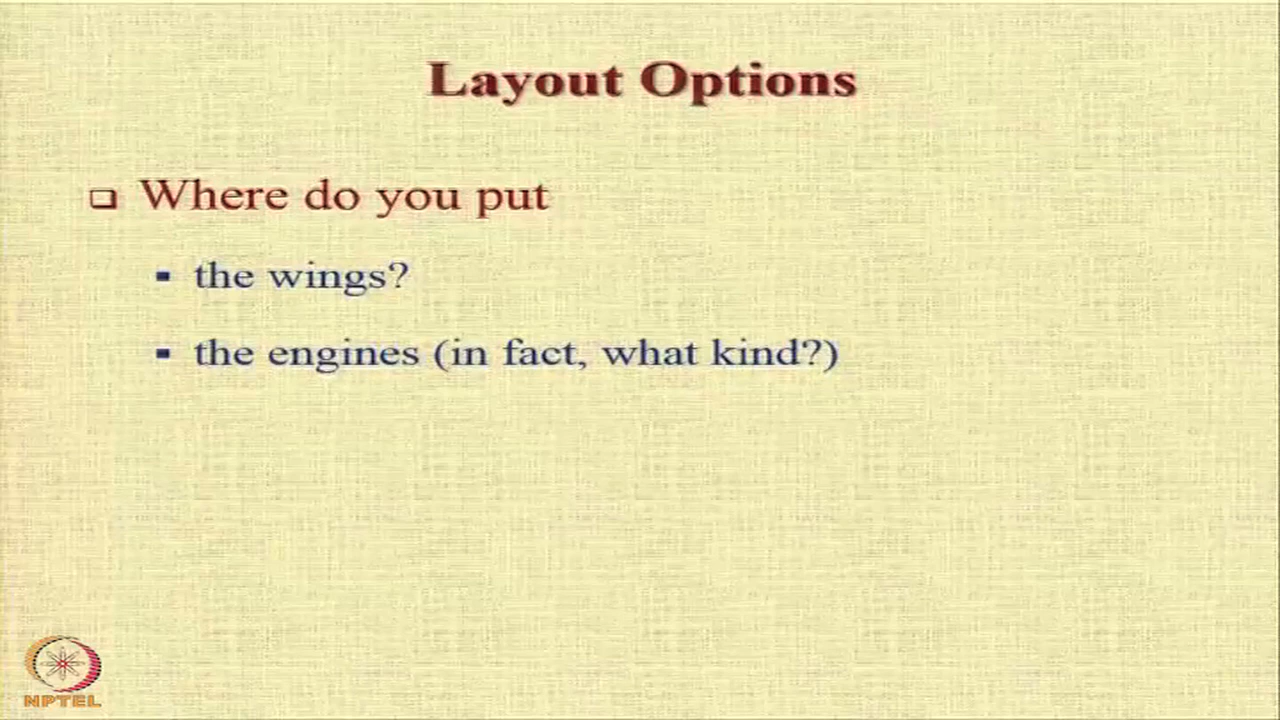 Layout Options
Where do you put
the wings?
the engines (in fact, what kind?)
NPTEL